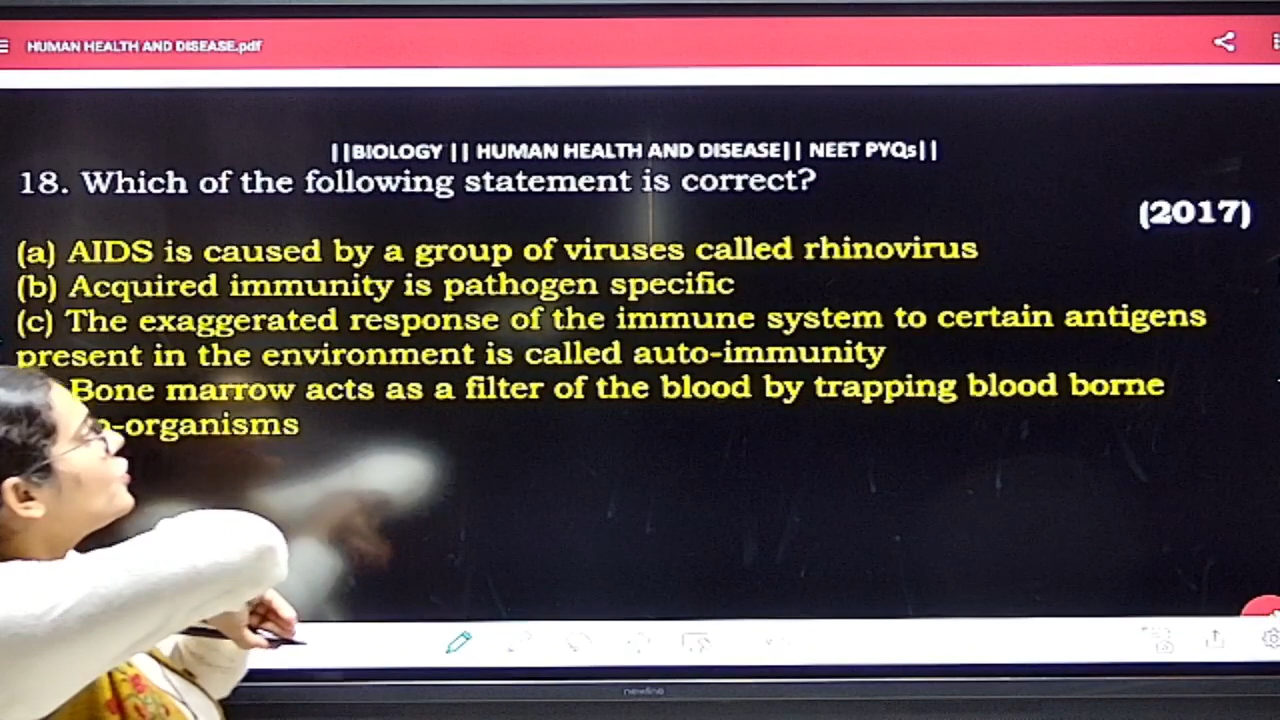 HUMAN HEALTH AND DISEASE.pdf
||BIOLOGY || HUMAN HEALTH AND DISEASE|| NEET PYQs||
18. Which of the following statement is correct?
(2017)
(a) AIDS is caused by a group of viruses called rhinovirus
(b) Acquired immunity is pathogen specific
(c) The exaggerated response of the immune system to certain antigens
present in the environment is called auto-immunity
Bone marrow acts as a filter of the blood by trapping blood borne
-organisms
newline